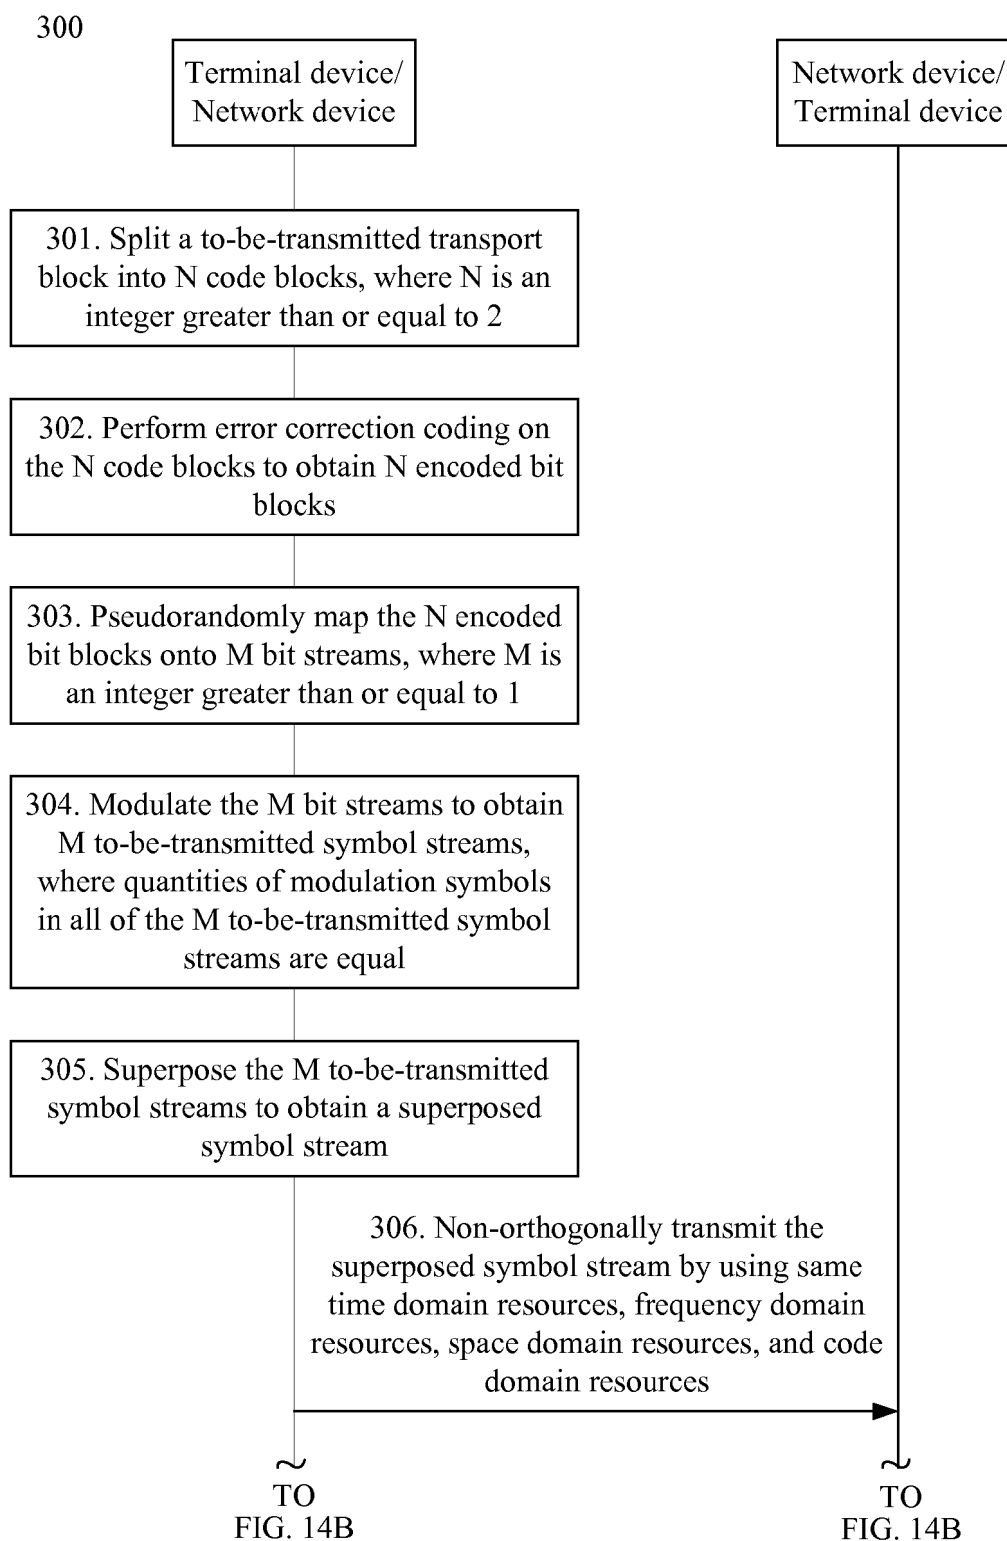 300
Terminal device/
Network device
Network device/
Terminal device
301. Split a to-be-transmitted transport
block into N code blocks, where N is an
integer greater than or equal to 2
302. Perform error correction coding on
the N code blocks to obtain N encoded bit
blocks
303. Pseudorandomly map the N encoded
bit blocks onto M bit streams, where M is
an integer greater than or equal to 1
304. Modulate the M bit streams to obtain
M to-be-transmitted symbol streams,
where quantities of modulation symbols
in all of the M to-be-transmitted symbol
streams are equal
305. Superpose the M to-be-transmitted
symbol streams to obtain a superposed
symbol stream
306. Non-orthogonally transmit the
superposed symbol stream by using same
time domain resources, frequency domain
resources, space domain resources, and code
domain resources
TO
FIG. 14B
TO
FIG. 14B